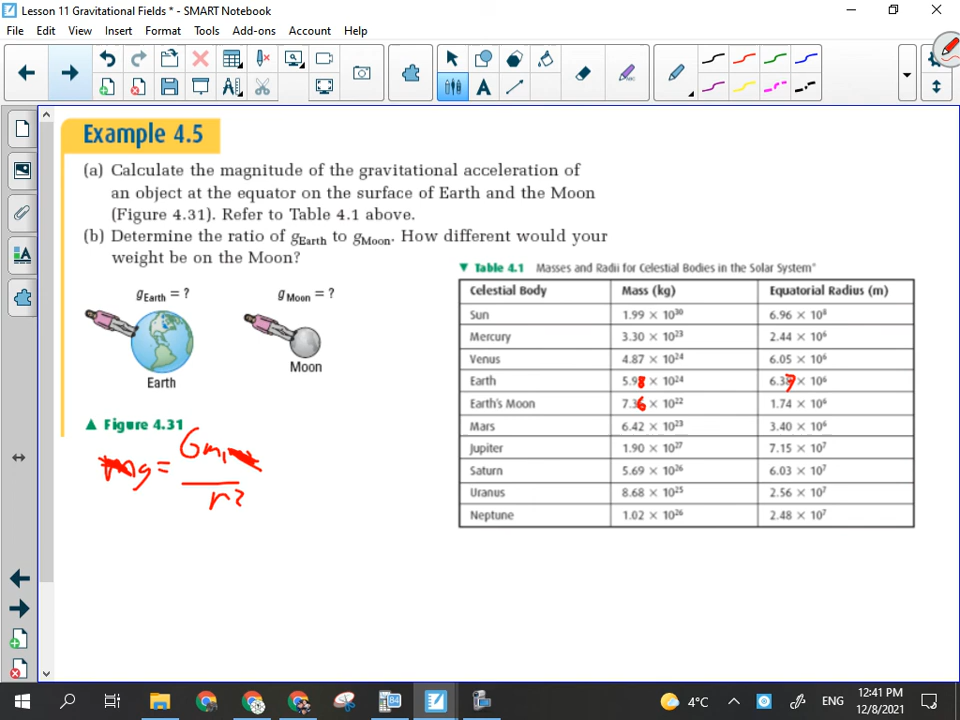 Lesson 11 Gravitational Fields * - SMART Notebook
File Edit View Insert Format Tools Add-ons Account Help
Example 4.5
(a) Calculate the magnitude of the gravitational acceleration of
an object at the equator on the surface of Earth and the Moon
(Figure 4.31). Refer to Table 4.1 above.
(b) Determine the ratio of gEarth to gMoon. How different would your
weight be on the Moon?
▼ Table 4.1 Masses and Radii for Celestial Bodies in the Solar System*
Celestial Body Mass (kg) Equatorial Radius (m)
Sun 1.99 × 10³⁰ 6.96 × 10⁸
Mercury 3.30 × 10²³ 2.44 × 10⁶
Venus 4.87 × 10²⁴ 6.05 × 10⁶
Earth 5.98 × 10²⁴ 6.37 × 10⁶
Earth's Moon 7.36 × 10²² 1.74 × 10⁶
Mars 6.42 × 10²³ 3.40 × 10⁶
Jupiter 1.90 × 10²⁷ 7.15 × 10⁷
Saturn 5.69 × 10²⁶ 6.03 × 10⁷
Uranus 8.68 × 10²⁵ 2.56 × 10⁷
Neptune 1.02 × 10²⁶ 2.48 × 10⁷
gEarth = ? gMoon = ?
Earth
Moon
▲ Figure 4.31
mg = Gm₁
r²
4°C ENG 12:41 PM
12/8/2021